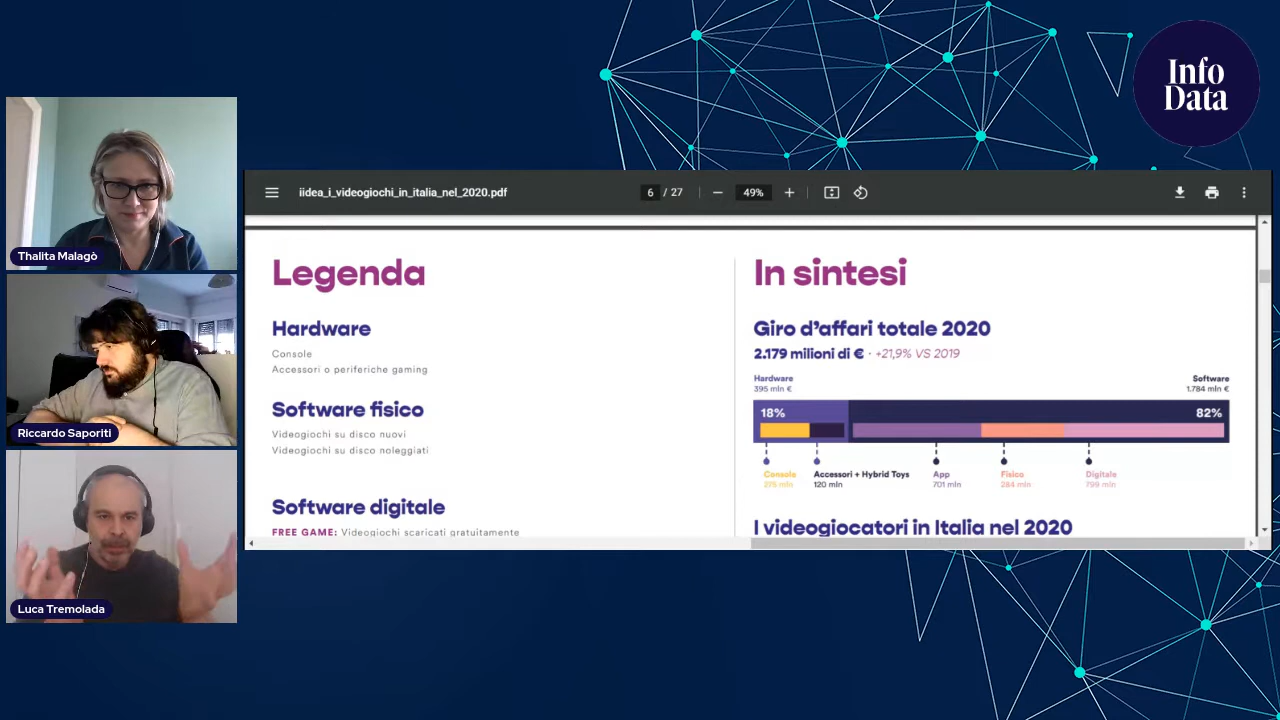 Info
Data
Thalita Malagò
Riccardo Saporiti
Luca Tremolada
iidea_i_videogiochi_in_italia_nel_2020.pdf
6 / 27
49%
Legenda
Hardware
Console
Accessori o periferiche gaming
Software fisico
Videogiochi su disco nuovi
Videogiochi su disco noleggiati
Software digitale
FREE GAME: Videogiochi scaricati gratuitamente
In sintesi
Giro d'affari totale 2020
2.179 milioni di € · +21,9% VS 2019
Hardware Software
395 mln € 1.784 mln €
18% 82%
Console Accessori + Hybrid Toys App Fisico Digitale
275 mln 120 mln 701 mln 284 mln 799 mln
I videogiocatori in Italia nel 2020